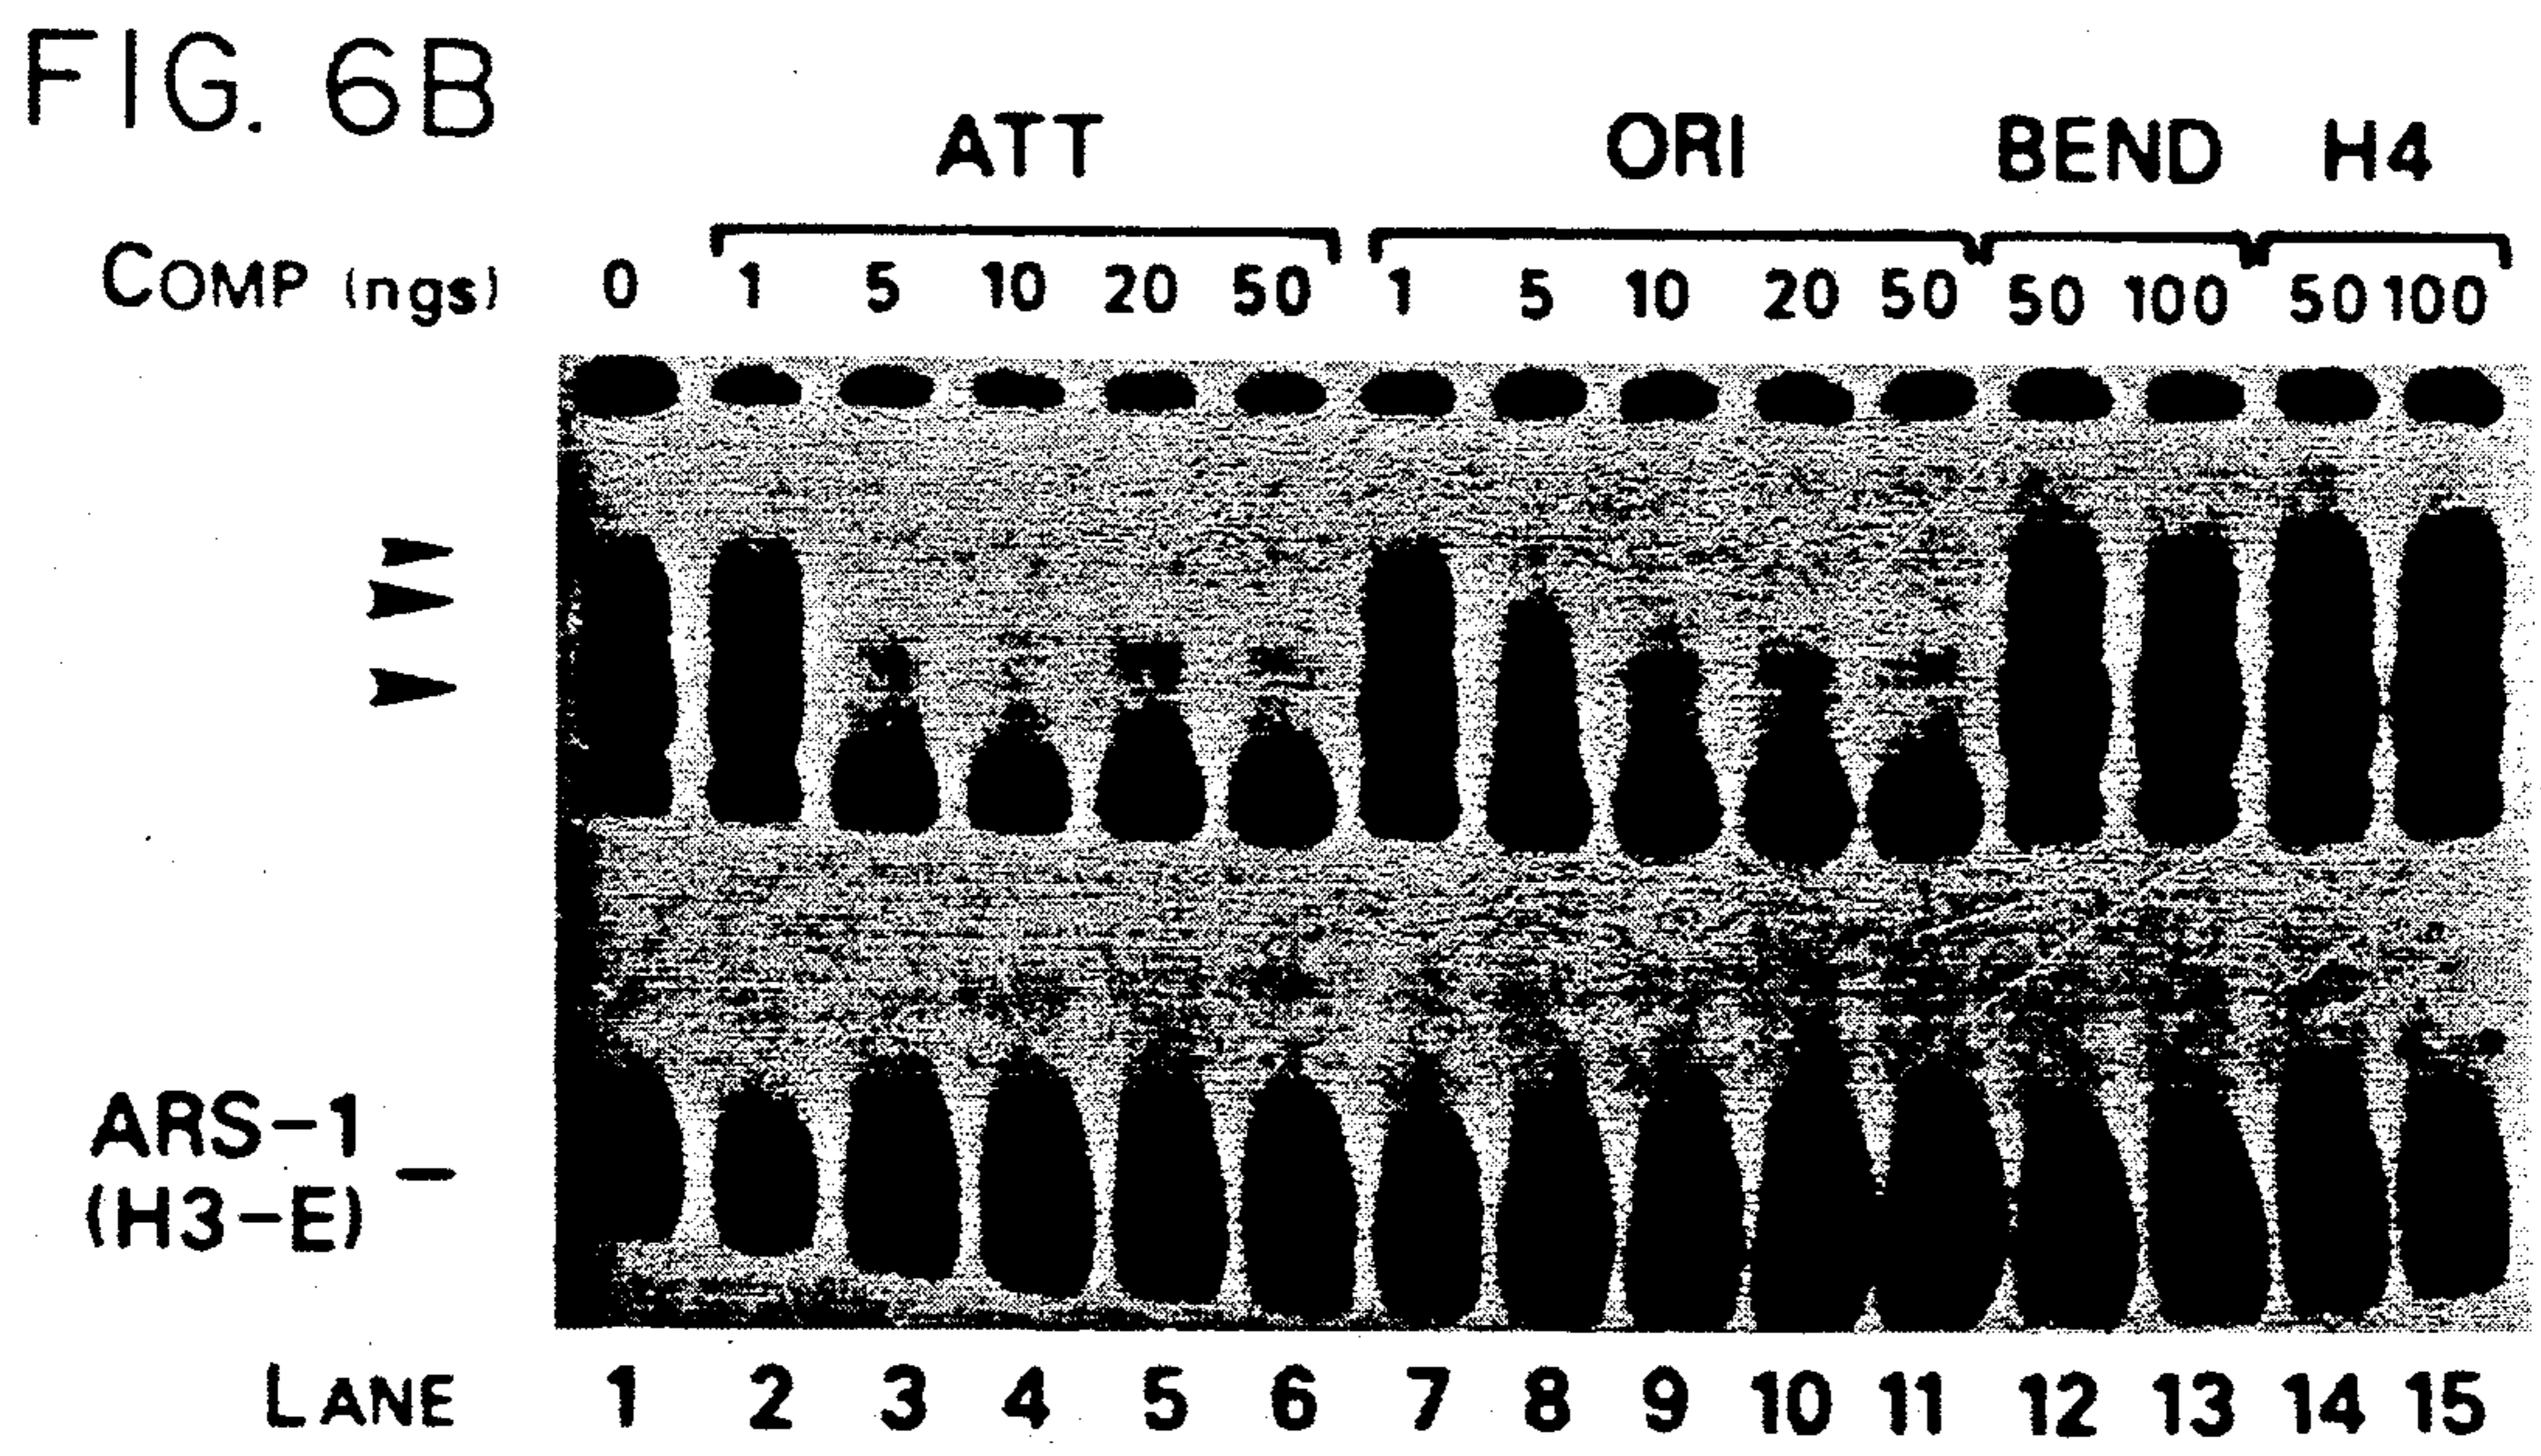 FIG. 6B
ATT ORI BEND H4
COMP (ngs) 0 1 5 10 20 50 1 5 10 20 50 50 100 50 100
ARS-1
(H3-E)
LANE 1 2 3 4 5 6 7 8 9 10 11 12 13 14 15